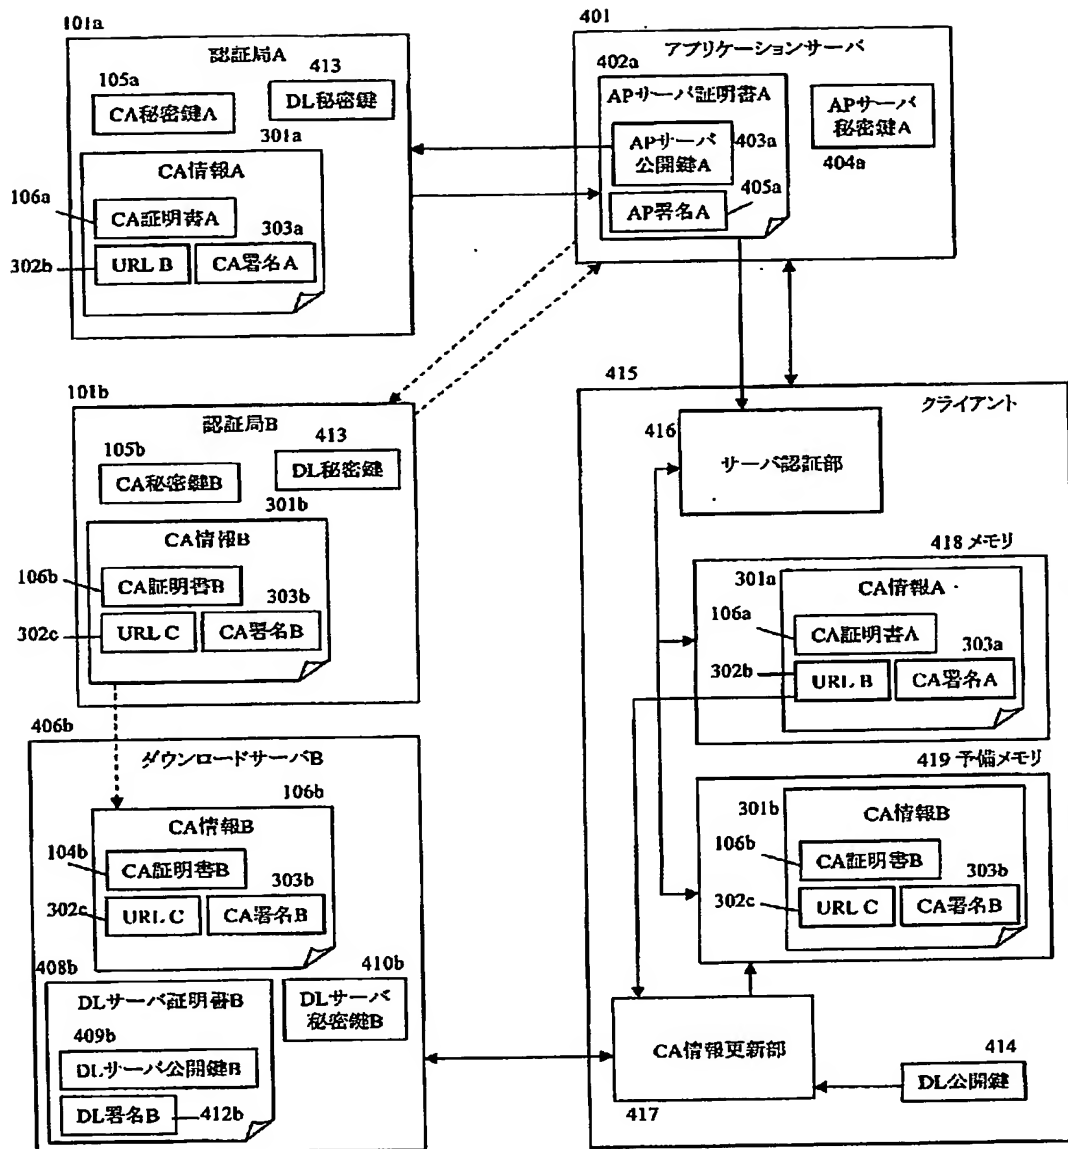 101a
認証局A
105a
413
CA秘密鍵A
DL秘密鍵
301a
CA情報A
106a
CA証明書A
303a
302b
URL B
CA署名A
401
アプリケーションサーバ
402a
APサーバ証明書A
APサーバ
公開鍵A
403a
405a
AP署名A
APサーバ
秘密鍵A
404a
101b
認証局B
105b
413
CA秘密鍵B
DL秘密鍵
301b
CA情報B
106b
CA証明書B
303b
302c
URL C
CA署名B
406b
ダウンロードサーバB
106b
CA情報B
104b
CA証明書B
303b
302c
URL C
CA署名B
408b
410b
DLサーバ証明書B
DLサーバ
秘密鍵B
409b
DLサーバ公開鍵B
DL署名B
412b
415
クライアント
416
サーバ認証部
418 メモリ
301a
CA情報A
106a
CA証明書A
303a
302b
URL B
CA署名A
419 予備メモリ
301b
CA情報B
106b
CA証明書B
303b
302c
URL C
CA署名B
CA情報更新部
417
414
DL公開鍵